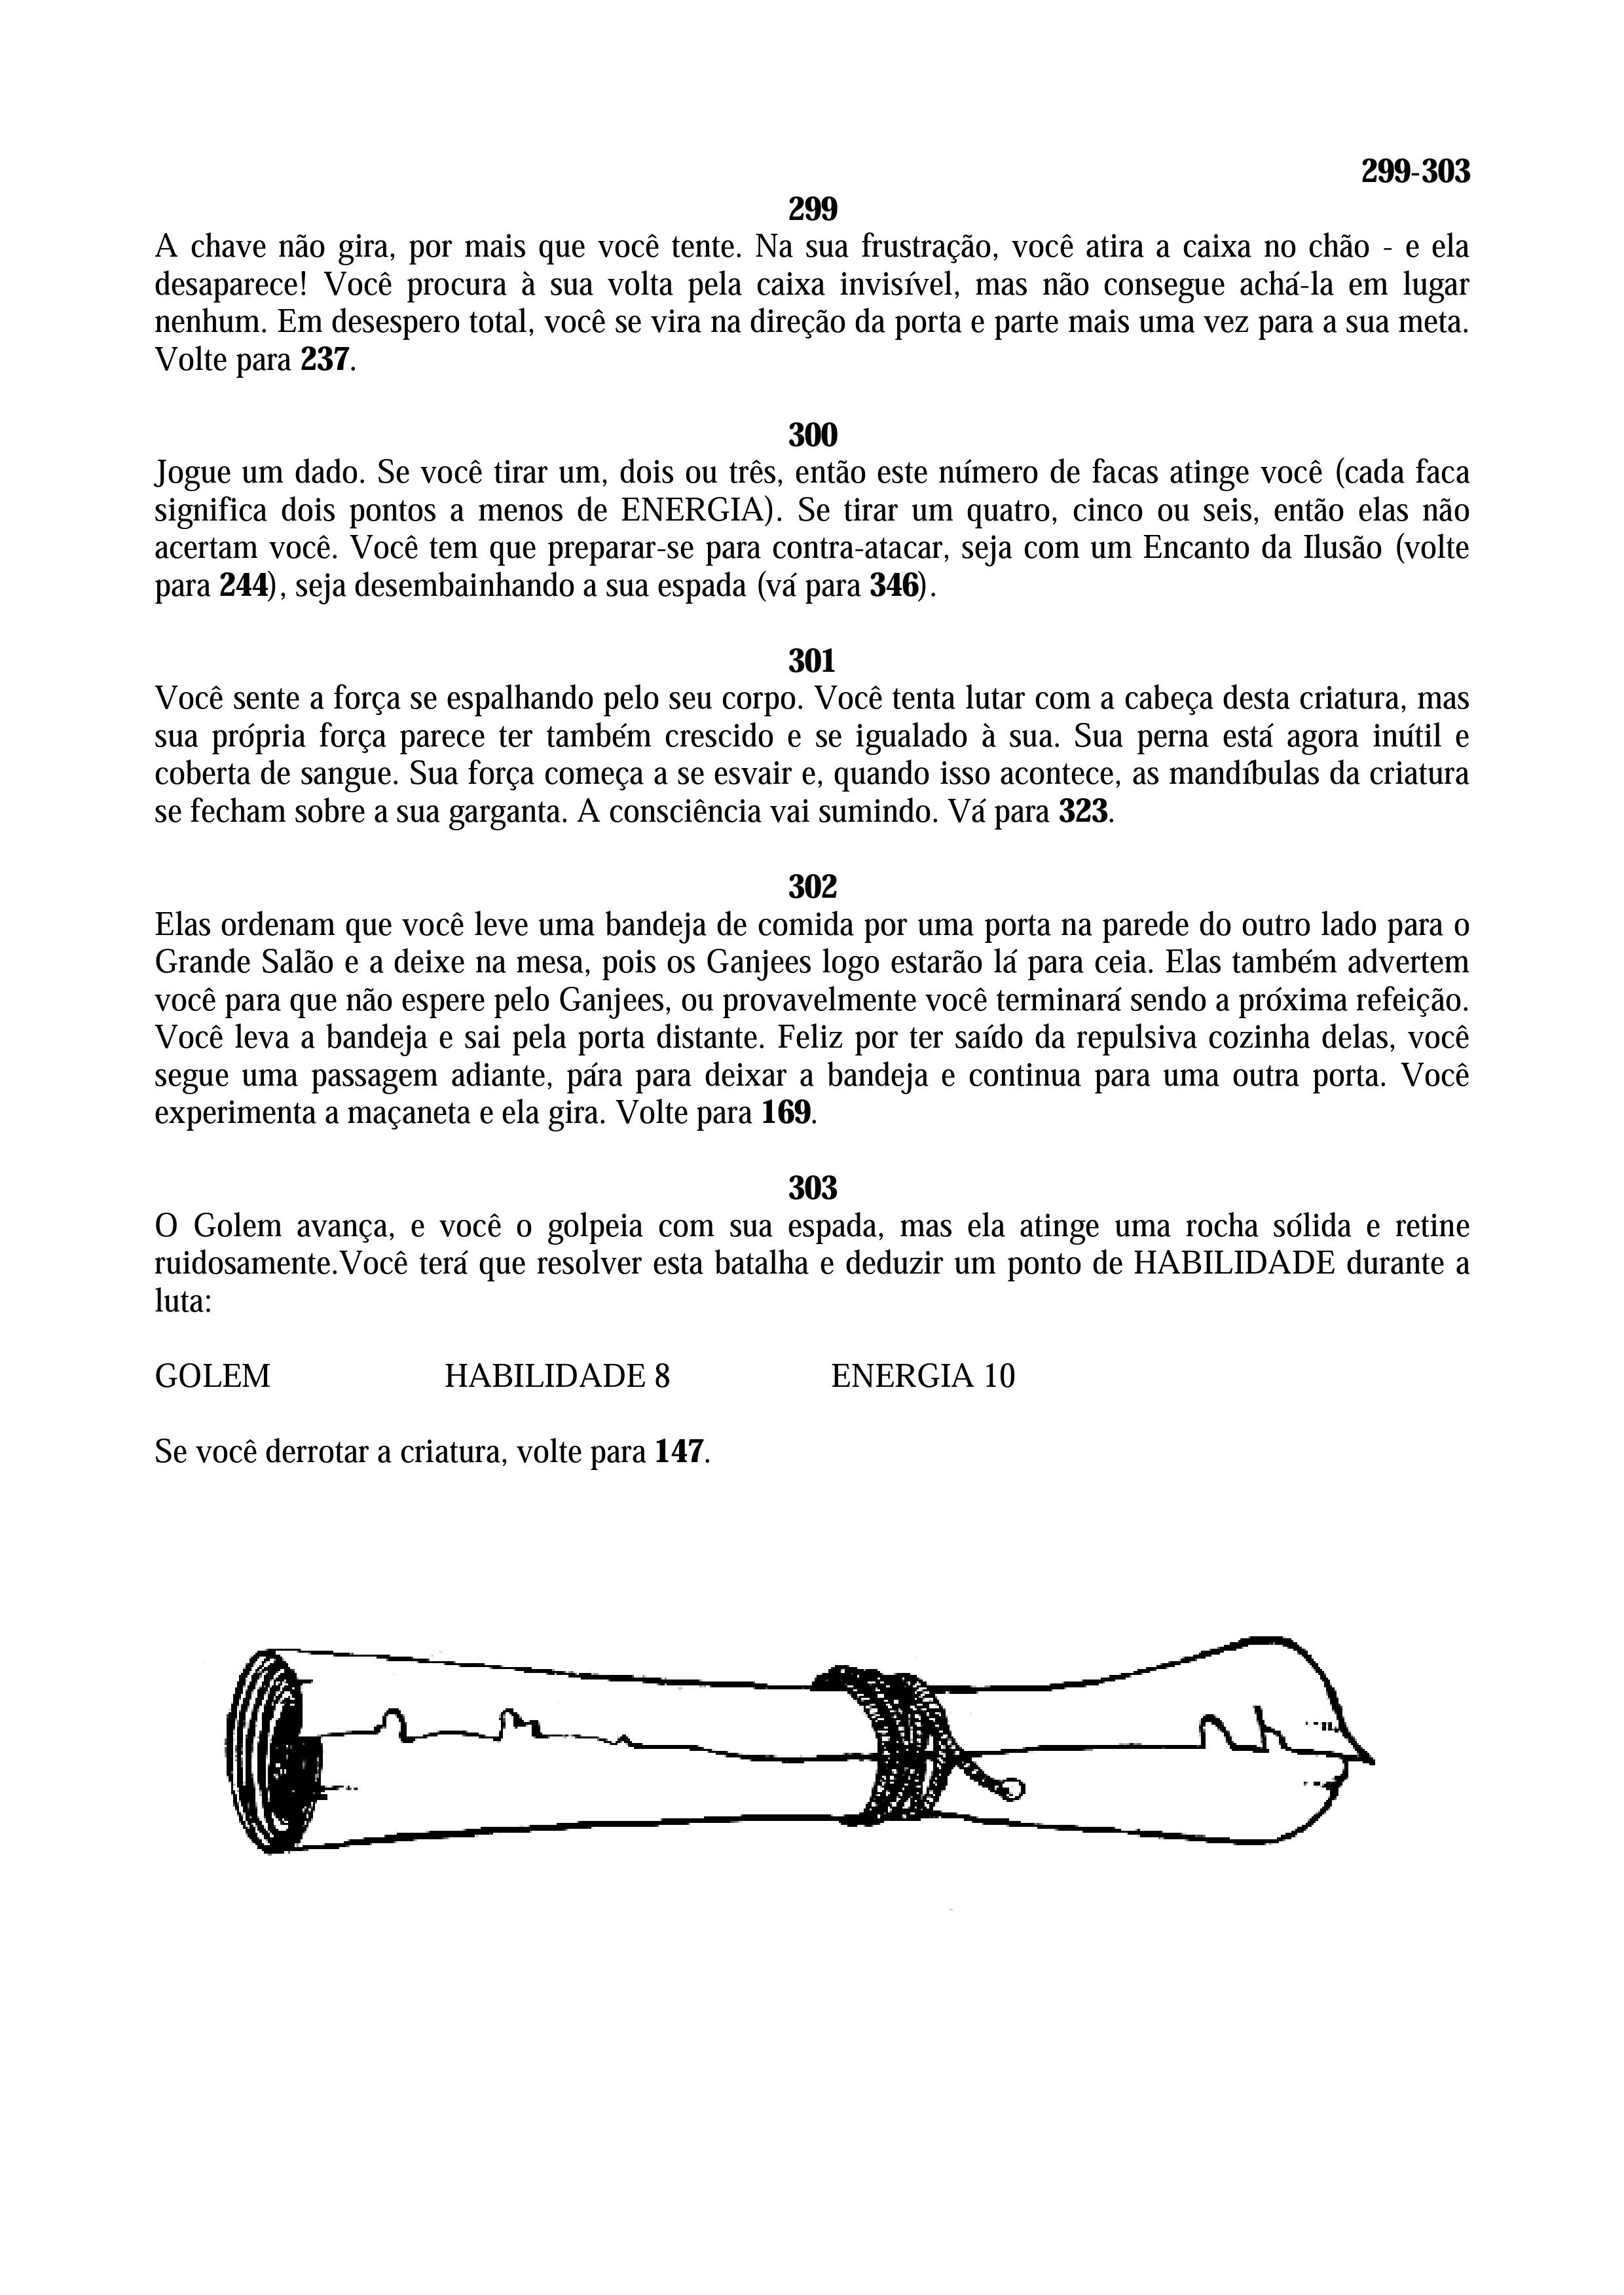 299-303
299
A chave não gira, por mais que você tente. Na sua frustração, você atira a caixa no chão - e ela
desaparece! Você procura à sua volta pela caixa invisível, mas não consegue achá-la em lugar
nenhum. Em desespero total, você se vira na direção da porta e parte mais uma vez para a sua meta.
Volte para 237.
300
Jogue um dado. Se você tirar um, dois ou três, então este número de facas atinge você (cada faca
significa dois pontos a menos de ENERGIA). Se tirar um quatro, cinco ou seis, então elas não
acertam você. Você tem que preparar-se para contra-atacar, seja com um Encanto da Ilusão (volte
para 244), seja desembainhando a sua espada (vá para 346).
301
Você sente a força se espalhando pelo seu corpo. Você tenta lutar com a cabeça desta criatura, mas
sua própria força parece ter também crescido e se igualado à sua. Sua perna está agora inútil e
coberta de sangue. Sua força começa a se esvair e, quando isso acontece, as mandíbulas da criatura
se fecham sobre a sua garganta. A consciência vai sumindo. Vá para 323.
302
Elas ordenam que você leve uma bandeja de comida por uma porta na parede do outro lado para o
Grande Salão e a deixe na mesa, pois os Ganjees logo estarão lá para ceia. Elas também advertem
você para que não espere pelo Ganjees, ou provavelmente você terminará sendo a próxima refeição.
Você leva a bandeja e sai pela porta distante. Feliz por ter saído da repulsiva cozinha delas, você
segue uma passagem adiante, pára para deixar a bandeja e continua para uma outra porta. Você
experimenta a maçaneta e ela gira. Volte para 169.
303
O Golem avança, e você o golpeia com sua espada, mas ela atinge uma rocha sólida e retine
ruidosamente.Você terá que resolver esta batalha e deduzir um ponto de HABILIDADE durante a
luta:
GOLEM HABILIDADE 8 ENERGIA 10
Se você derrotar a criatura, volte para 147.